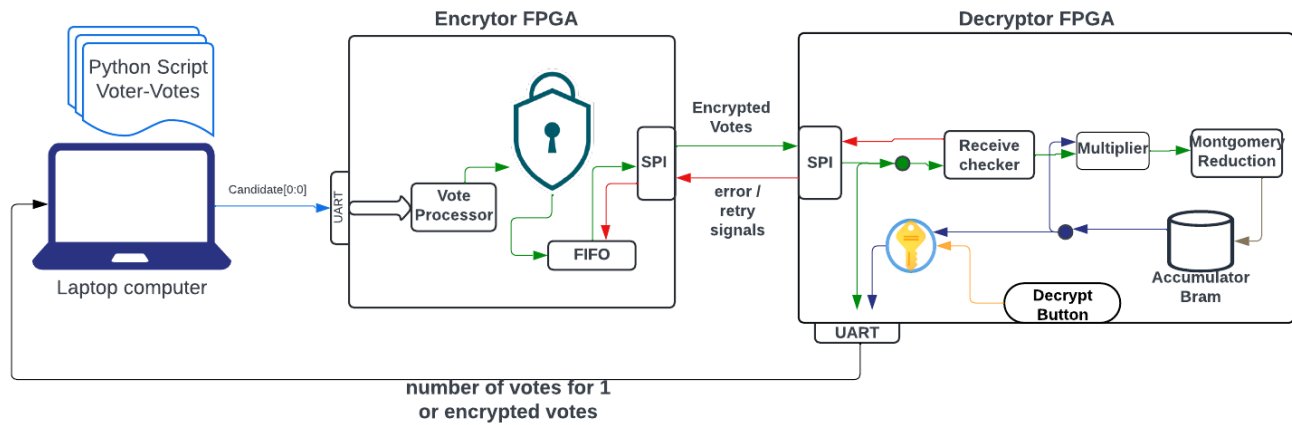 Encrytor FPGA
Decryptor FPGA
Python Script
Voter-Votes
Candidate[0:0]
Laptop computer
UART
Vote
Processor
FIFO
SPI
Encrypted
Votes
error /
retry
signals
SPI
Receive
checker
Multiplier
Montgomery
Reduction
Accumulator
Bram
Decrypt
Button
UART
number of votes for 1
or encrypted votes